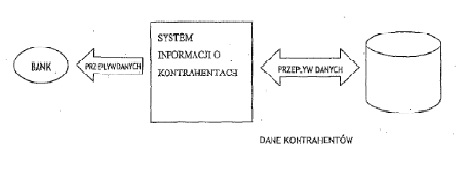 SYSTEM
INFORMACJI O
KONTRAHENTACH
BANK
PRZEPŁYW DANYCH
PRZEPŁYW DANYCH
DANE KONTRAHENTÓW